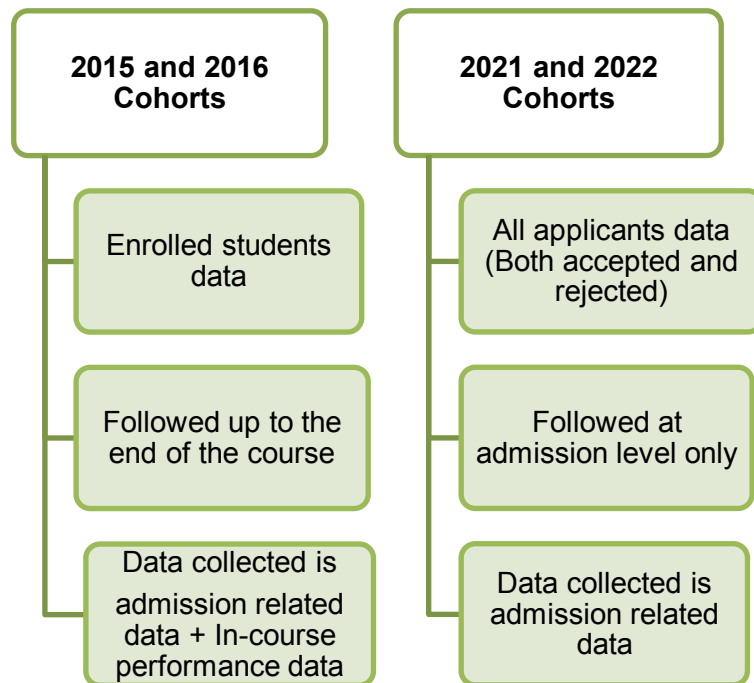 2015 and 2016
Cohorts
Enrolled students
data
Followed up to the
end of the course
Data collected is
admission related
data + In-course
performance data
2021 and 2022
Cohorts
All applicants data
(Both accepted and
rejected)
Followed at
admission level only
Data collected is
admission related
data